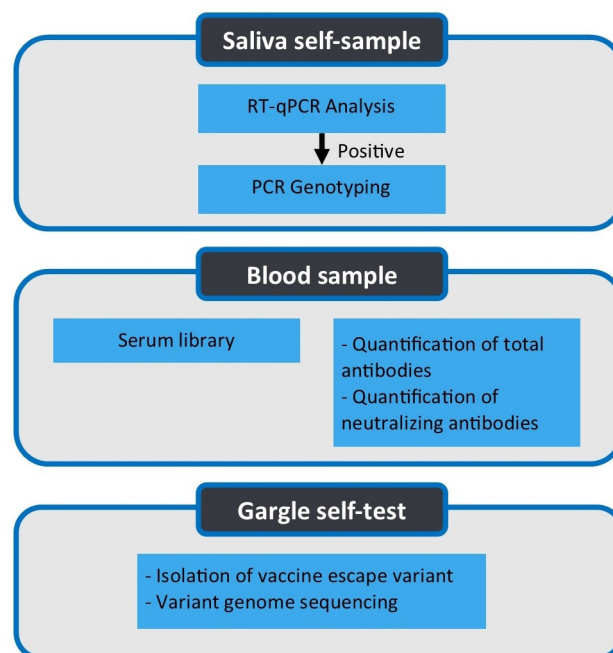 Saliva self-sample
RT-qPCR Analysis
Positive
PCR Genotyping
Blood sample
Serum library
- Quantification of total
antibodies
- Quantification of
neutralizing antibodies
Gargle self-test
- Isolation of vaccine escape variant
- Variant genome sequencing